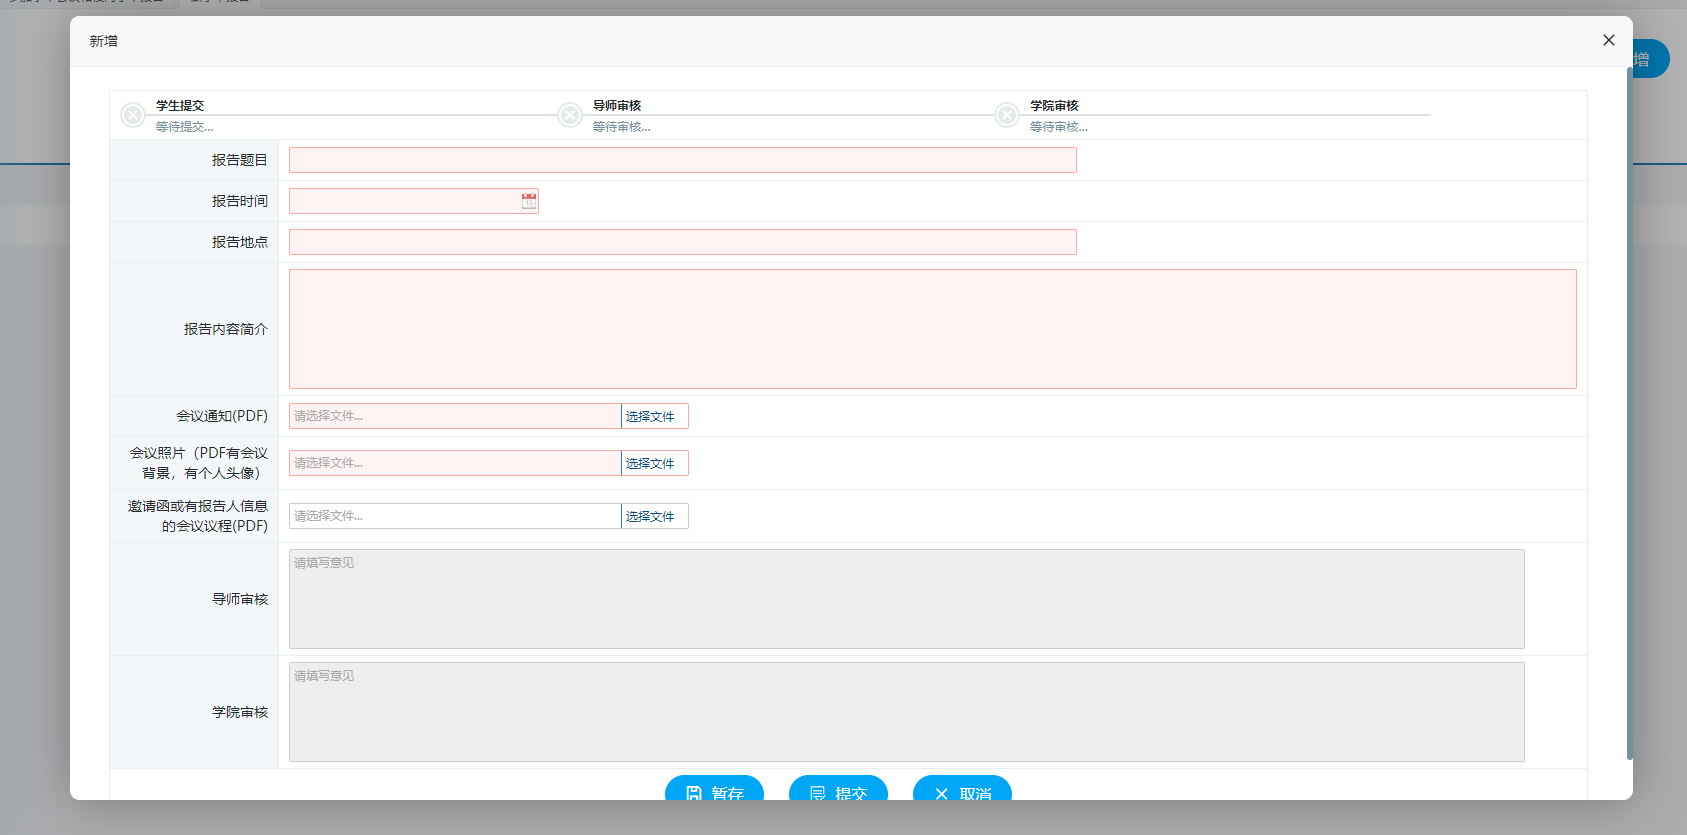 新增
增
学生提交
等待提交...
导师审核
等待审核...
学院审核
等待审核...
报告题目
报告时间
报告地点
报告内容简介
会议通知(PDF)
请选择文件...
选择文件
会议照片（PDF有会议
背景，有个人头像）
请选择文件...
选择文件
邀请函或有报告人信息
的会议议程(PDF)
请选择文件...
选择文件
导师审核
请填写意见
学院审核
请填写意见
暂存
提交
取消